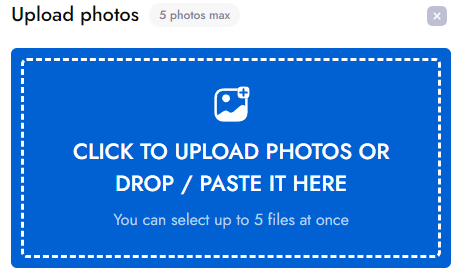 Upload photos
5 photos max
CLICK TO UPLOAD PHOTOS OR
DROP / PASTE IT HERE
You can select up to 5 files at once